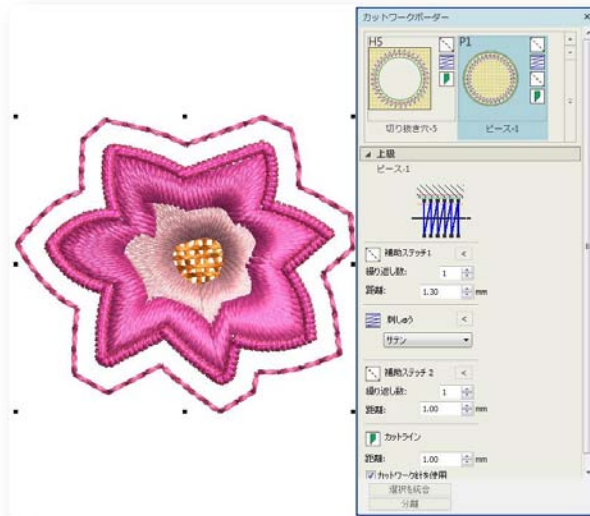 カットワークボーダー
H5
P1
切り抜き穴-5
ピース-1
上級
ピース-1
補助ステッチ1
<
繰り返し数:
1
距離:
1.30
mm
刺しゅう
<
サテン
補助ステッチ 2
<
繰り返し数:
1
距離:
1.00
mm
カットライン
距離:
1.00
mm
カットワーク針を使用
選択を統合
分離